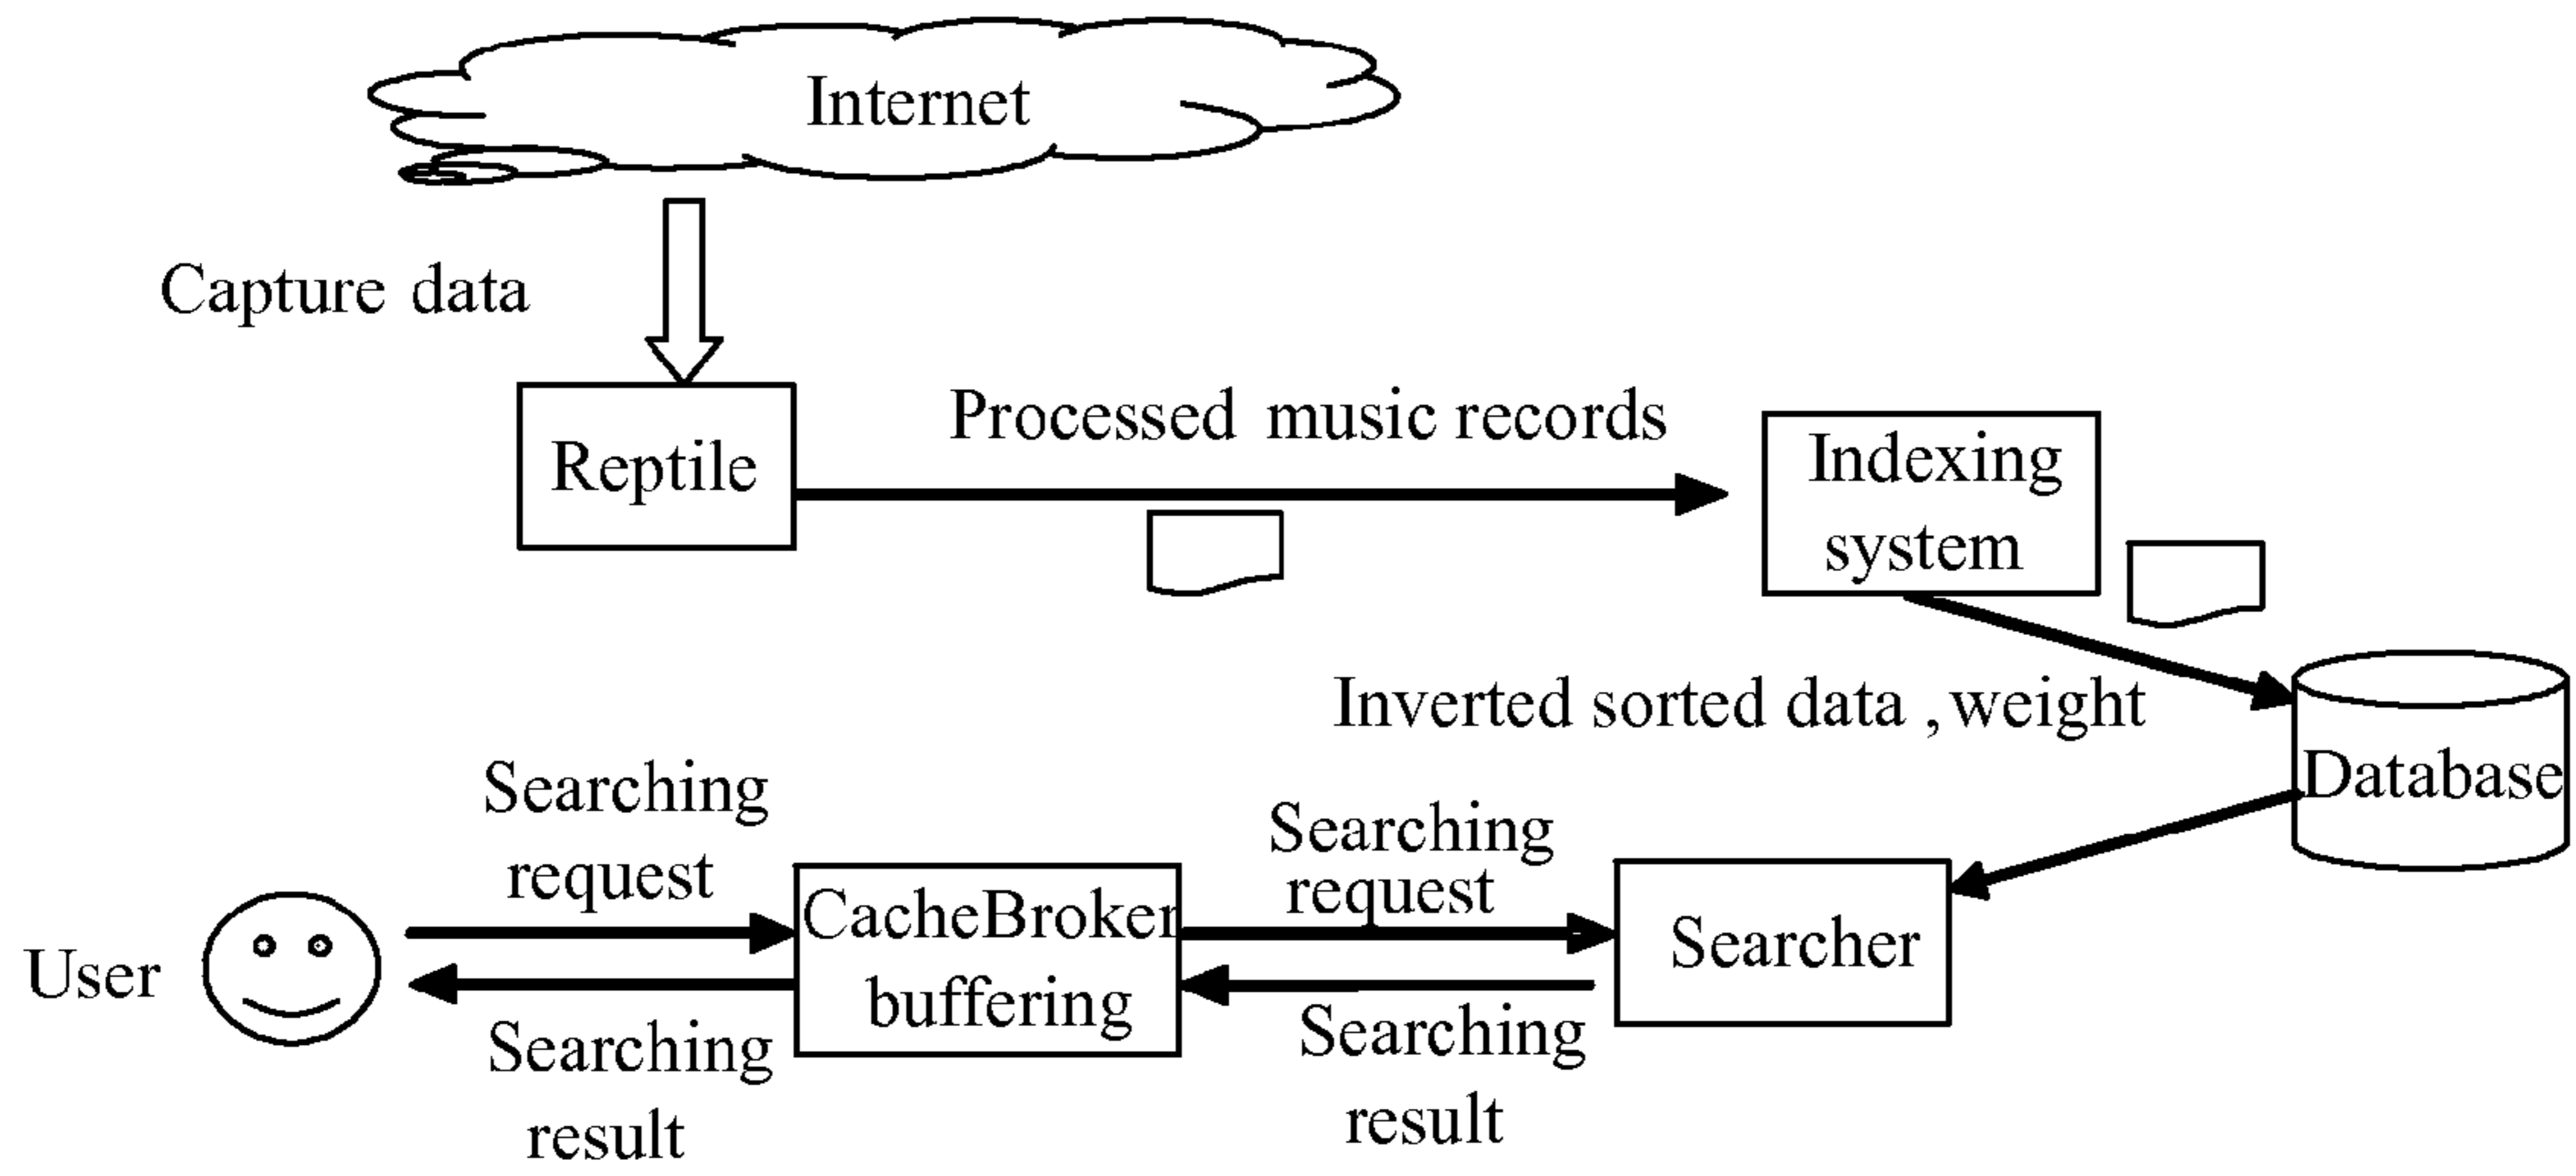 Internet
Capture data
Reptile
Processed music records
Indexing
system
Inverted sorted data ,weight
Database
Searching
request
Searching
request
User
CacheBroker
buffering
Searcher
Searching
result
Searching
result